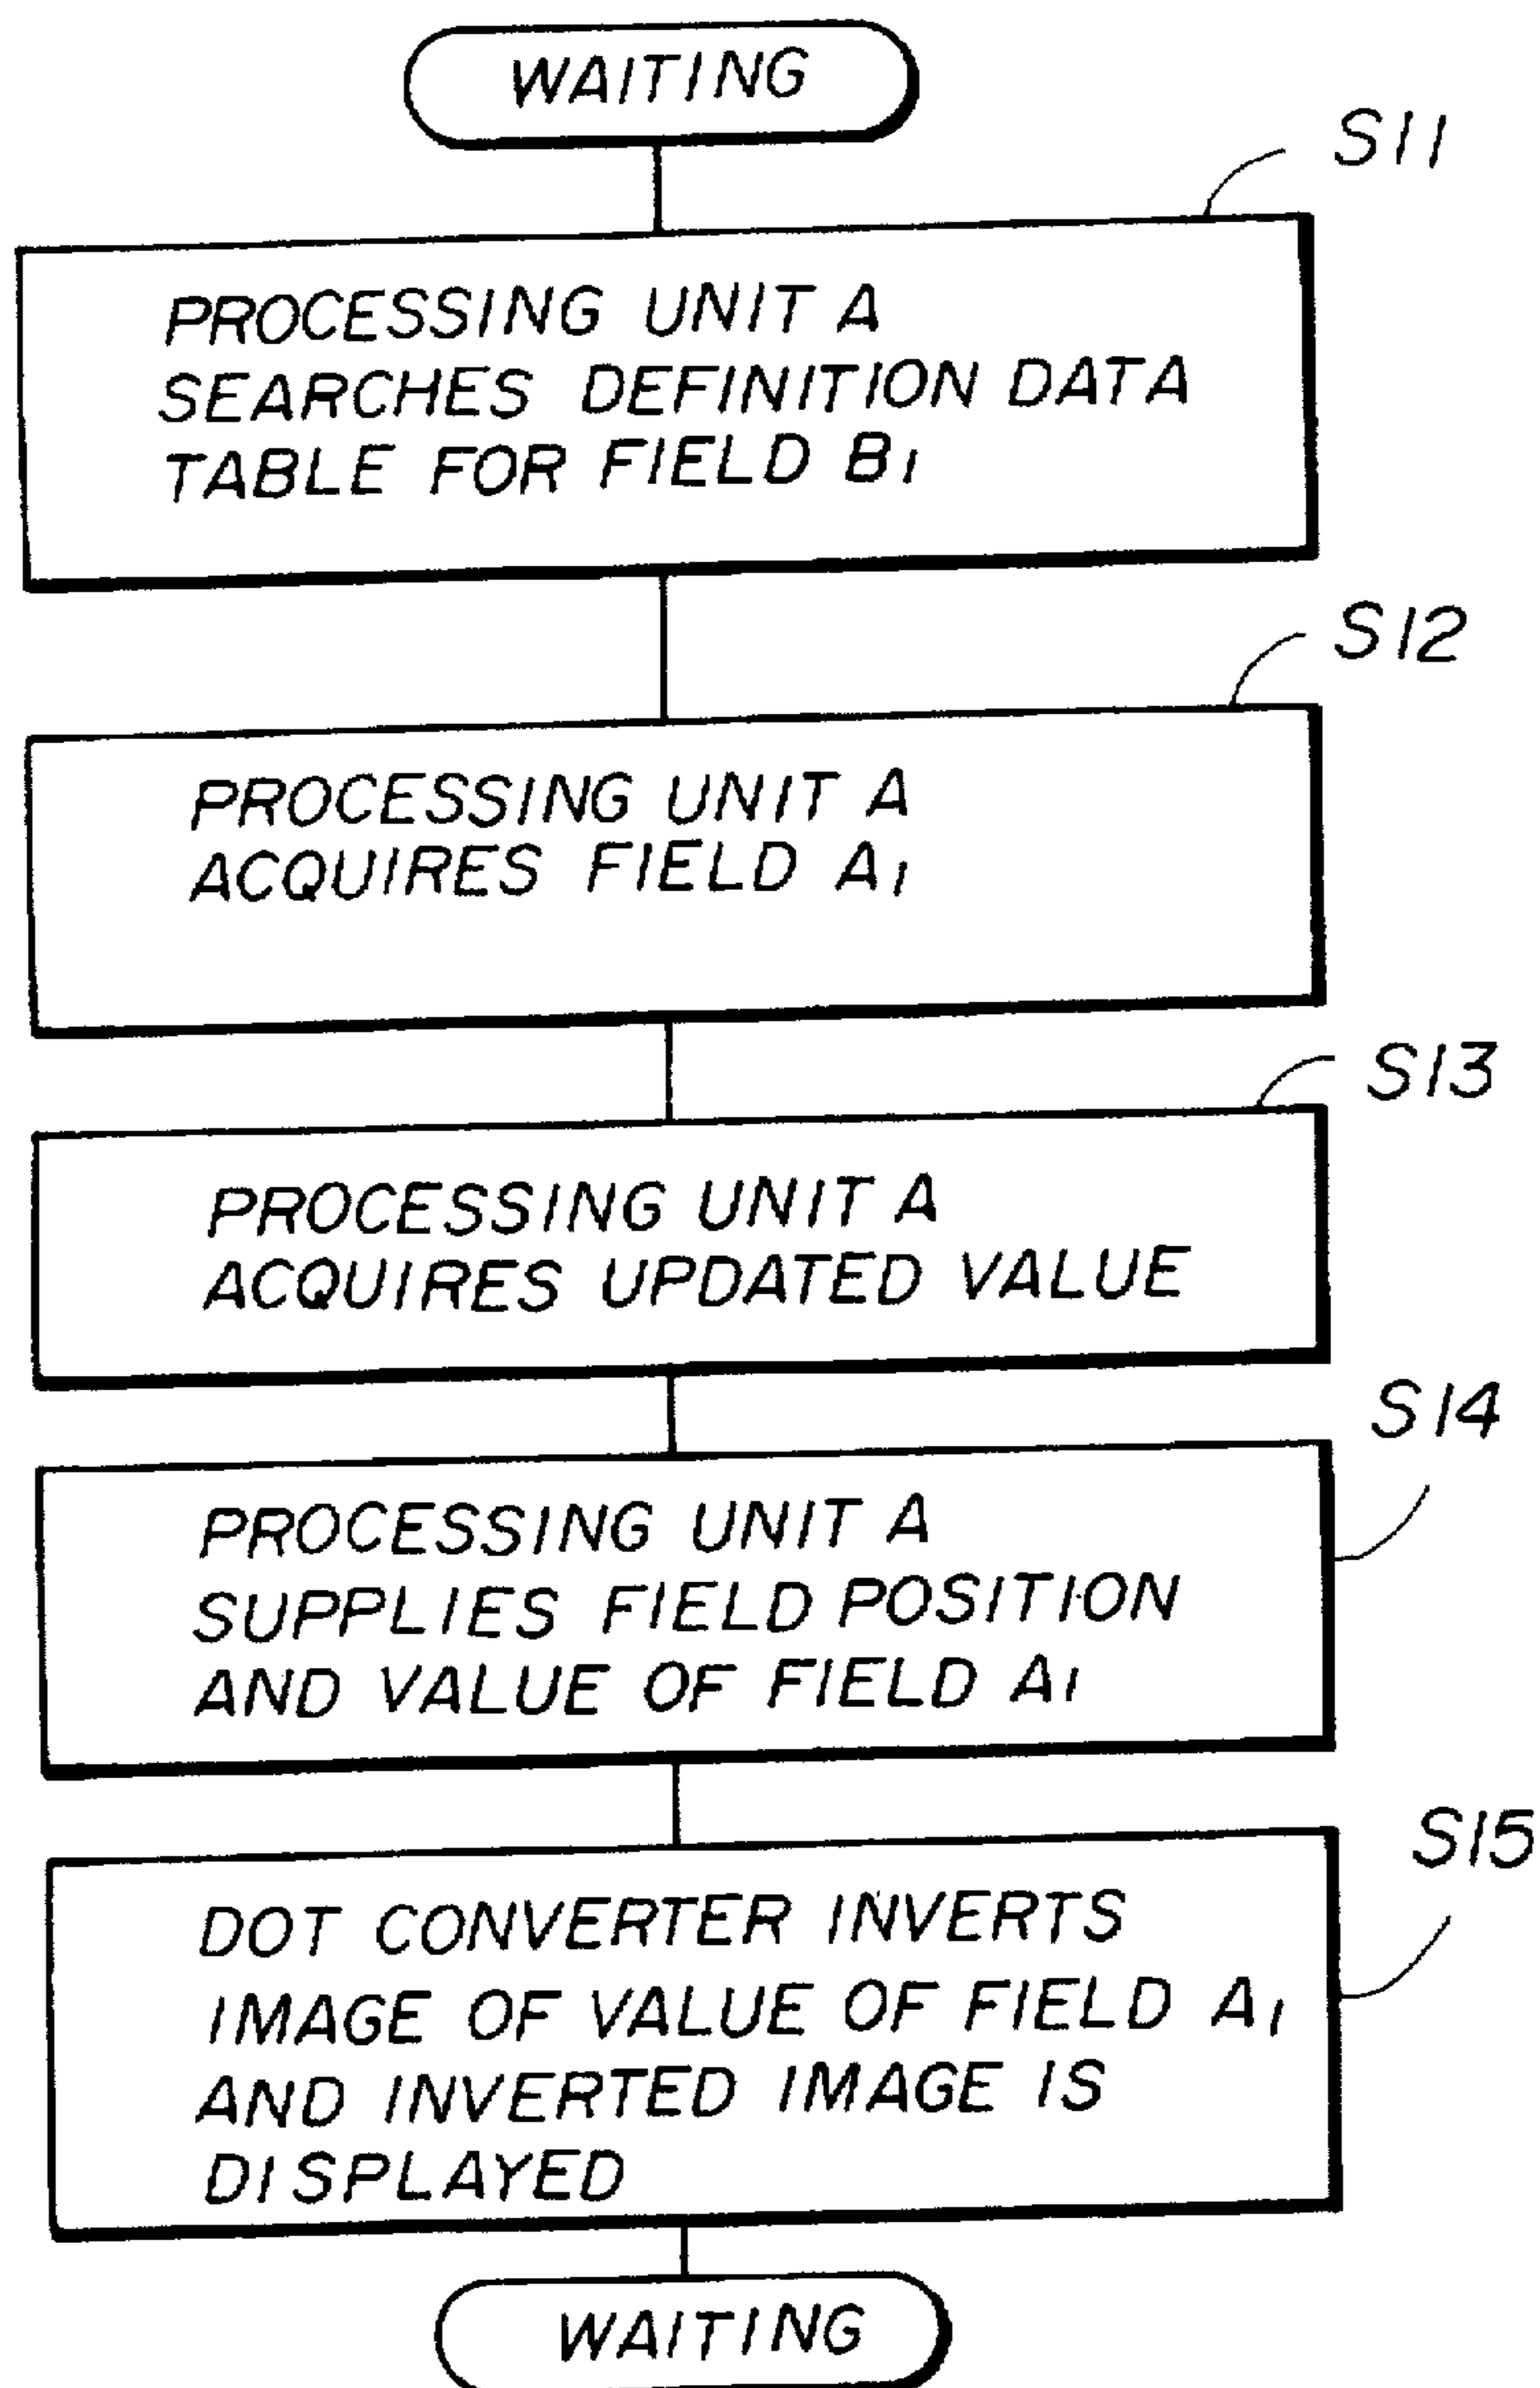 WAITING
S11
PROCESSING UNIT A
SEARCHES DEFINITION DATA
TABLE FOR FIELD B1
S12
PROCESSING UNIT A
ACQUIRES FIELD A1
S13
PROCESSING UNIT A
ACQUIRES UPDATED VALUE
S14
PROCESSING UNIT A
SUPPLIES FIELD POSITION
AND VALUE OF FIELD A1
S15
DOT CONVERTER INVERTS
IMAGE OF VALUE OF FIELD A1
AND INVERTED IMAGE IS
DISPLAYED
WAITING